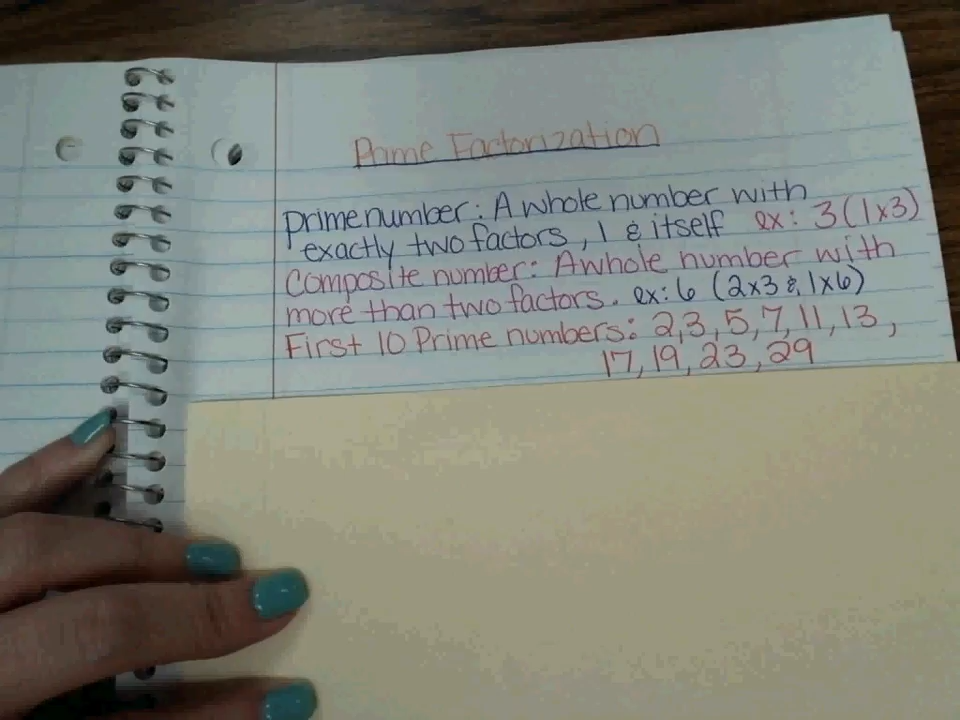 Prime Factorization
prime number: A whole number with
exactly two factors, 1 & itself ex: 3 (1x3)
Composite number: A whole number with
more than two factors. ex: 6 (2x3 & 1x6)
First 10 Prime numbers: 2, 3, 5, 7, 11, 13,
17, 19, 23, 29